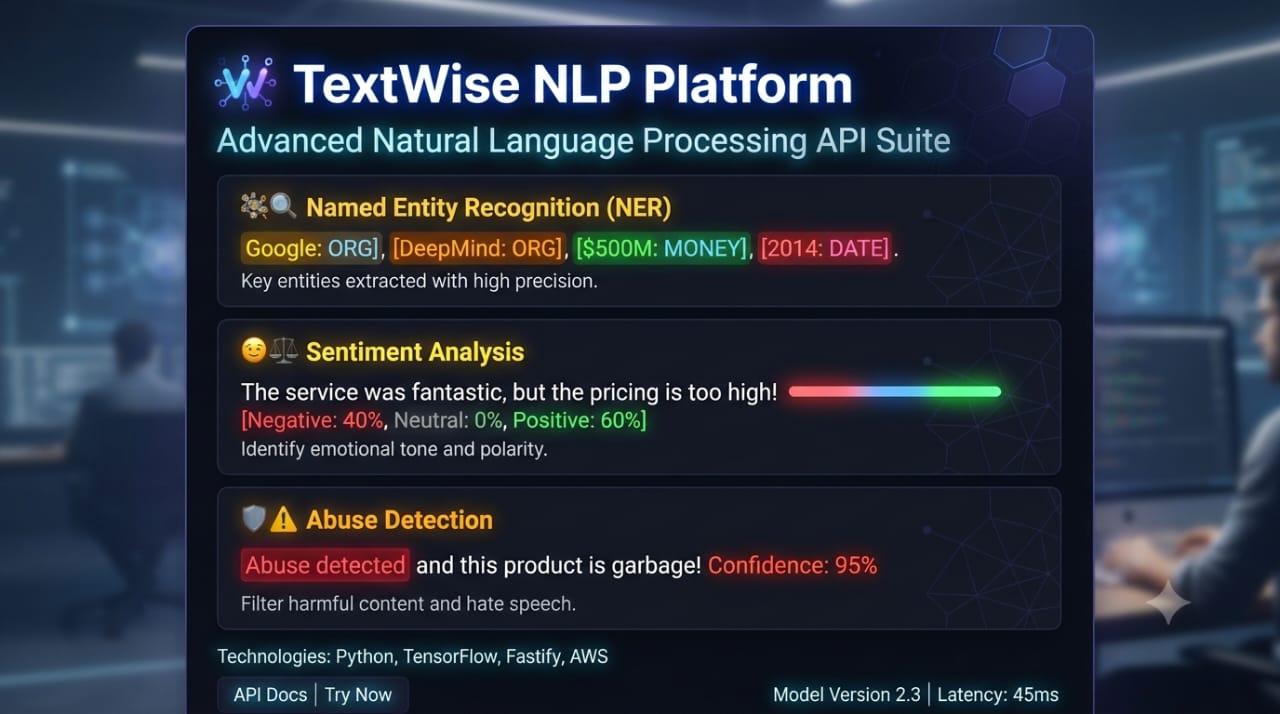 TextWise NLP Platform
Advanced Natural Language Processing API Suite
Named Entity Recognition (NER)
Google: ORG], [DeepMind: ORG], [$500M: MONEY], [2014: DATE].
Key entities extracted with high precision.
Sentiment Analysis
The service was fantastic, but the pricing is too high!
[Negative: 40%, Neutral: 0%, Positive: 60%]
Identify emotional tone and polarity.
Abuse Detection
Abuse detected and this product is garbage! Confidence: 95%
Filter harmful content and hate speech.
Technologies: Python, TensorFlow, Fastify, AWS
API Docs | Try Now
Model Version 2.3 | Latency: 45ms